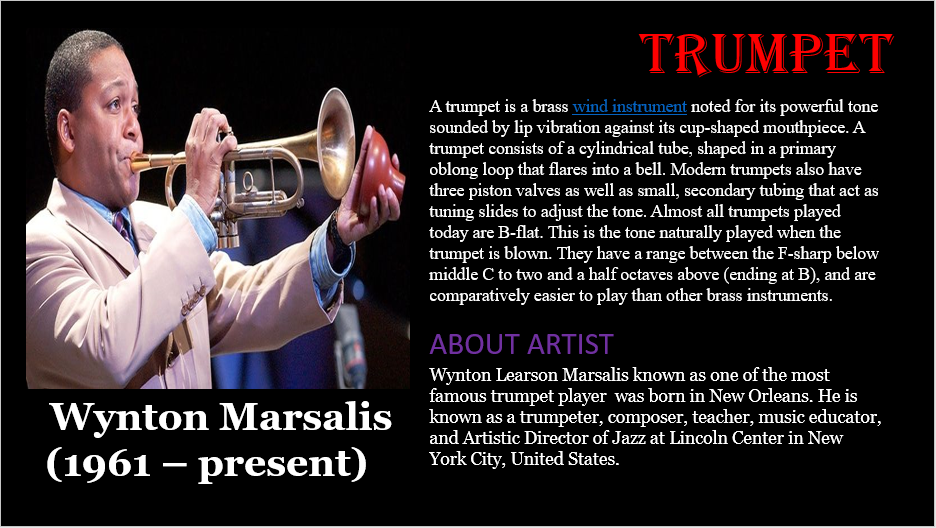 TRUMPET
A trumpet is a brass wind instrument noted for its powerful tone
sounded by lip vibration against its cup-shaped mouthpiece. A
trumpet consists of a cylindrical tube, shaped in a primary
oblong loop that flares into a bell. Modern trumpets also have
three piston valves as well as small, secondary tubing that act as
tuning slides to adjust the tone. Almost all trumpets played
today are B-flat. This is the tone naturally played when the
trumpet is blown. They have a range between the F-sharp below
middle C to two and a half octaves above (ending at B), and are
comparatively easier to play than other brass instruments.
ABOUT ARTIST
Wynton Learson Marsalis known as one of the most
famous trumpet player  was born in New Orleans. He is
known as a trumpeter, composer, teacher, music educator,
and Artistic Director of Jazz at Lincoln Center in New
York City, United States.
Wynton Marsalis
(1961 – present)